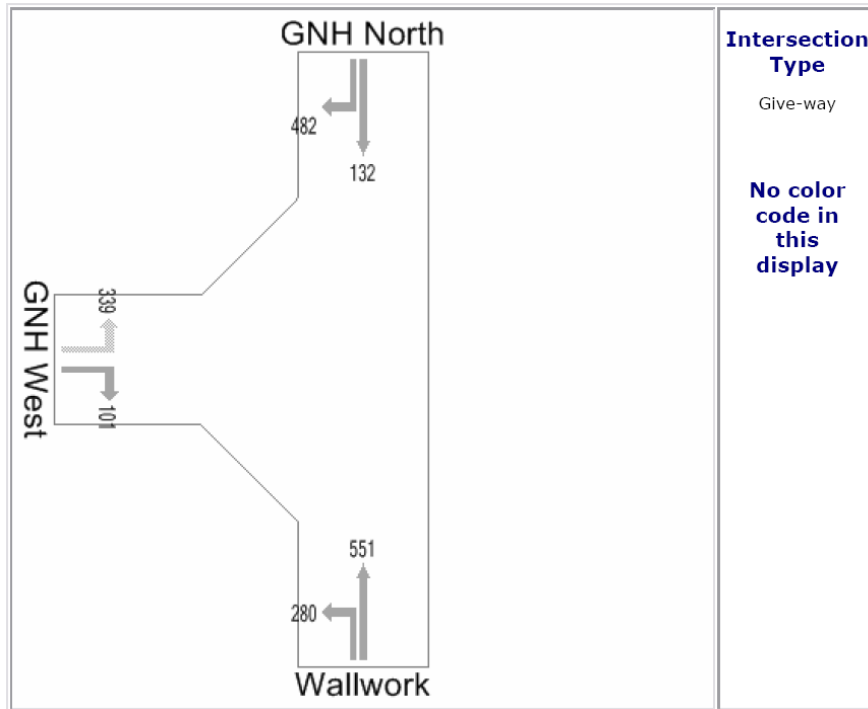 GNH North
Intersection
Type
Give-way
482
132
No color
code in
this
display
GNH West
339
101
551
280
Wallwork